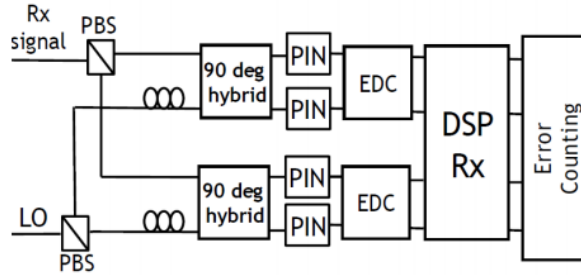 Rx
signal
PBS
90 deg
hybrid
PIN
PIN
EDC
90 deg
hybrid
PIN
PIN
EDC
DSP
Rx
Error
Counting
LO
PBS